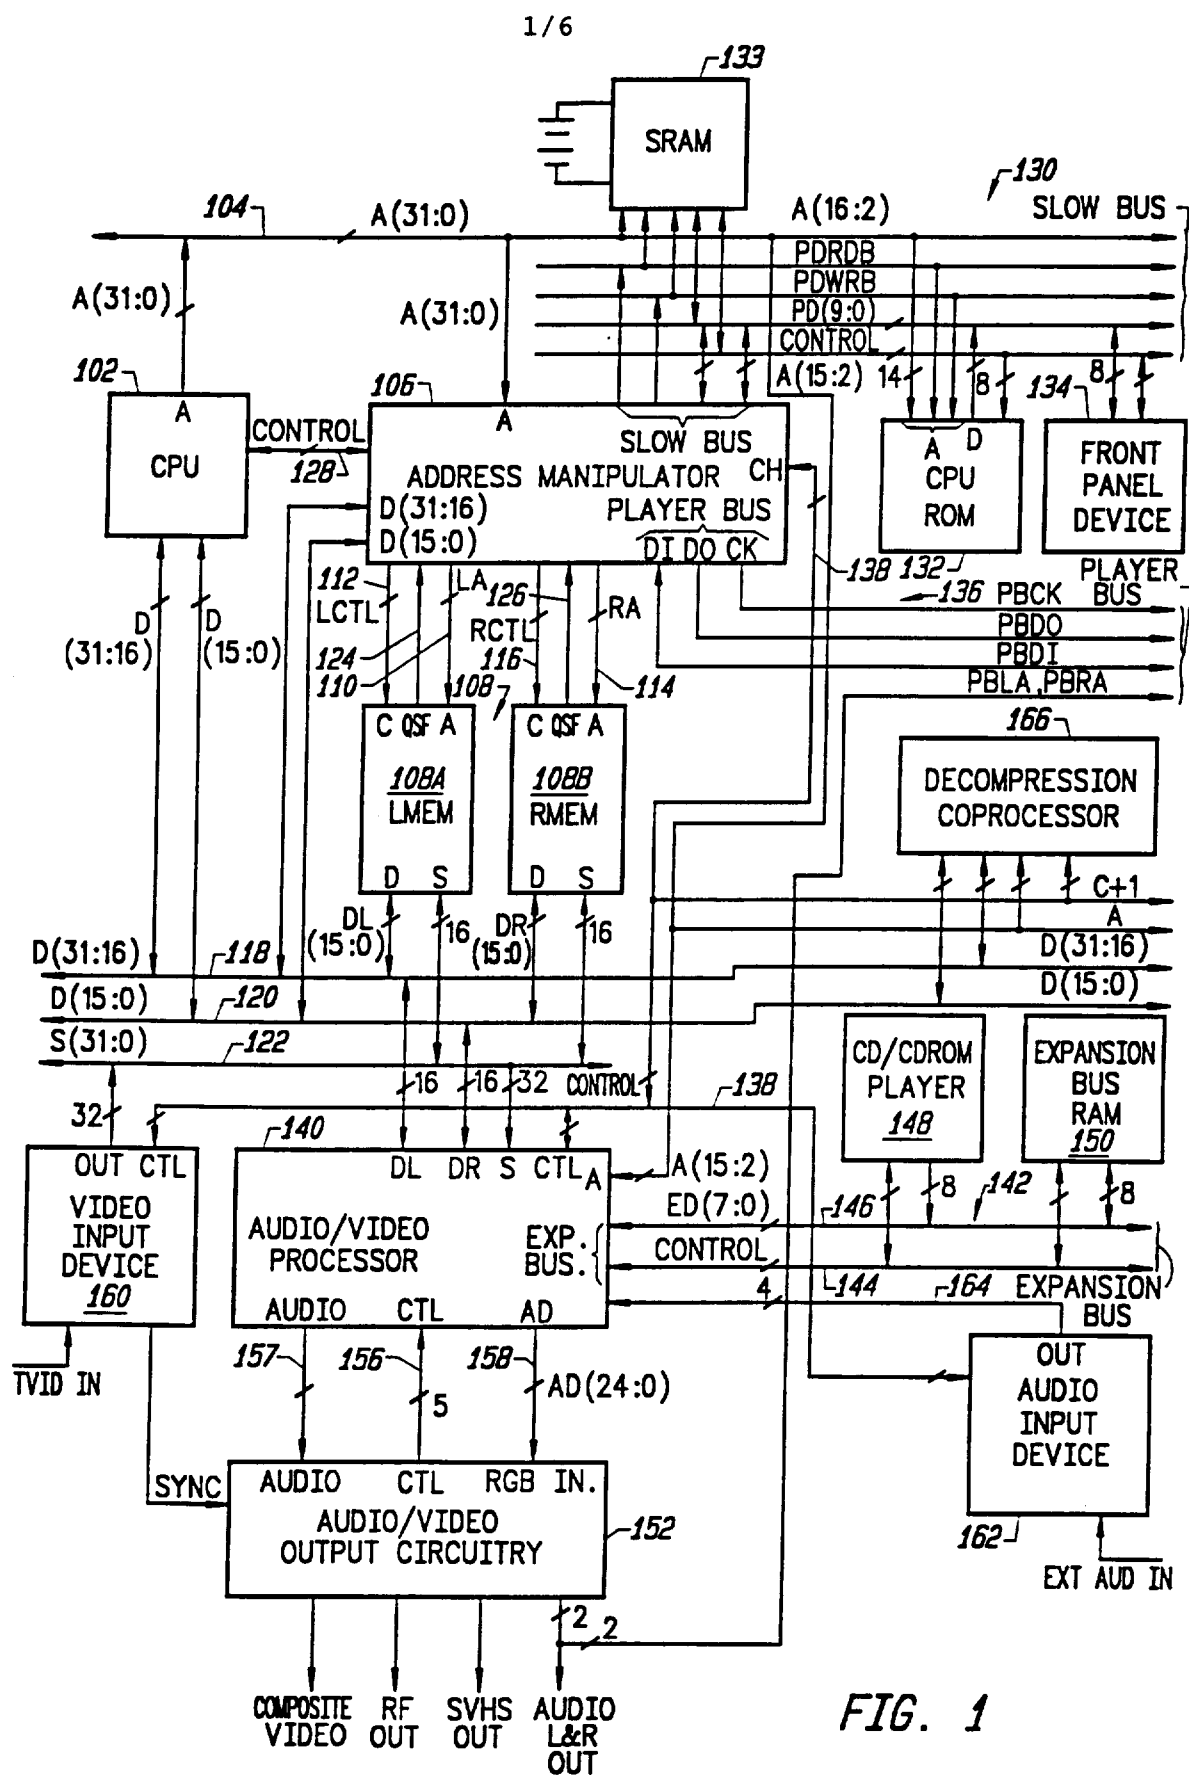 1/6
133
SRAM
130
SLOW BUS
104
A(31:0)
A(16:2)
PDRDB
PDWRB
PD(9:0)
CONTROL
A(15:2)
A(31:0)
A(31:0)
14
8
8
102
A
CPU
CONTROL
128
106
A
SLOW BUS
CH
ADDRESS MANIPULATOR
D(31:16)
PLAYER BUS
D(15:0)
DI DO CK
A D
CPU
ROM
132
134
FRONT
PANEL
DEVICE
138
PLAYER
BUS
136
PBCK
PBDO
PBDI
PBLA,PBRA
112
LCTL
LA
126
RCTL
RA
124
110
116
114
108
D
(31:16)
D
(15:0)
C QSF A
108A
LMEM
D S
C QSF A
108B
RMEM
D S
166
DECOMPRESSION
COPROCESSOR
DL
(15:0)
16
DR
(15:0)
16
C+1
A
D(31:16)
D(15:0)
D(31:16)
118
D(15:0)
120
S(31:0)
122
32
16
16
32
CONTROL
138
CD/CDROM
PLAYER
148
EXPANSION
BUS
RAM
150
OUT CTL
VIDEO
INPUT
DEVICE
160
140
DL DR S CTL A
AUDIO/VIDEO
PROCESSOR
EXP.
BUS.
AUDIO CTL AD
A(15:2)
ED(7:0)
146
8
142
8
CONTROL
144
4
164
EXPANSION
BUS
TVID IN
157
156
158
5
AD(24:0)
OUT
AUDIO
INPUT
DEVICE
162
EXT AUD IN
SYNC
AUDIO CTL RGB IN.
AUDIO/VIDEO
OUTPUT CIRCUITRY
152
2
2
COMPOSITE
VIDEO
RF
OUT
SVHS
OUT
AUDIO
L&R
OUT
FIG. 1